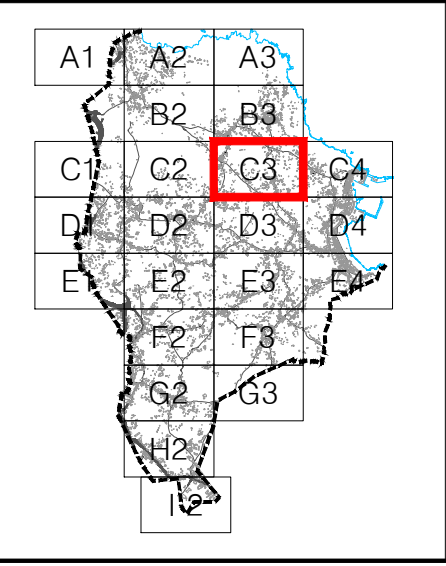 A1 A2 A3
B2 B3
C1 C2 C3 C4
D1 D2 D3 D4
E1 E2 E3 E4
F2 F3
G2 G3
H2
I2